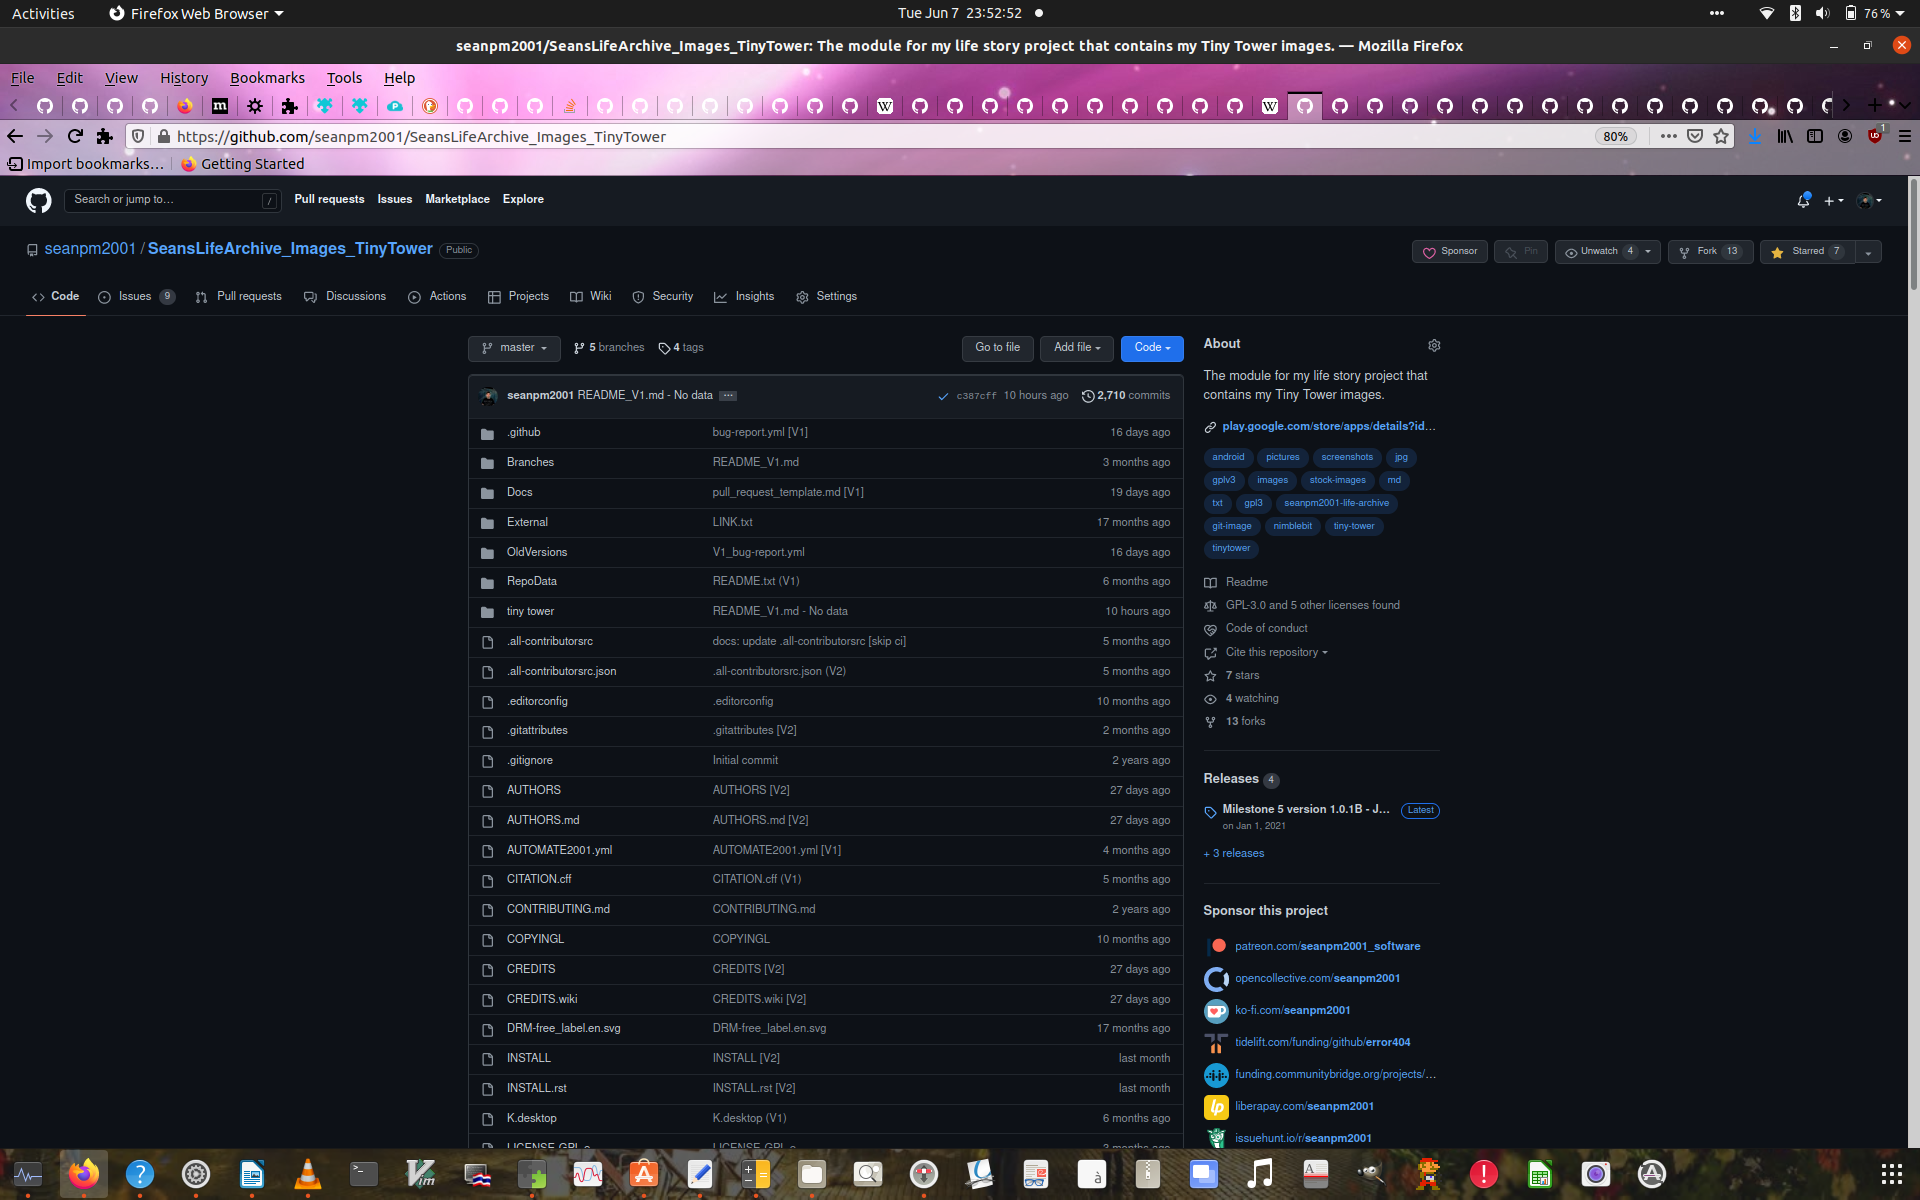 Activities Firefox Web Browser Tue Jun 7 23:52:52 76 %
seanpm2001/SeansLifeArchive_Images_TinyTower: The module for my life story project that contains my Tiny Tower images. — Mozilla Firefox
File Edit View History Bookmarks Tools Help
https://github.com/seanpm2001/SeansLifeArchive_Images_TinyTower 80%
Import bookmarks… Getting Started
Search or jump to… / Pull requests Issues Marketplace Explore
seanpm2001 / SeansLifeArchive_Images_TinyTower Public Sponsor Pin Unwatch 4 Fork 13 Starred 7
Code Issues 9 Pull requests Discussions Actions Projects Wiki Security Insights Settings
master 5 branches 4 tags Go to file Add file Code
seanpm2001 README_V1.md - No data ... c387cff 10 hours ago 2,710 commits
.github bug-report.yml [V1] 16 days ago
Branches README_V1.md 3 months ago
Docs pull_request_template.md [V1] 19 days ago
External LINK.txt 17 months ago
OldVersions V1_bug-report.yml 16 days ago
RepoData README.txt (V1) 6 months ago
tiny tower README_V1.md - No data 10 hours ago
.all-contributorsrc docs: update .all-contributorsrc [skip ci] 5 months ago
.all-contributorsrc.json .all-contributorsrc.json (V2) 5 months ago
.editorconfig .editorconfig 10 months ago
.gitattributes .gitattributes [V2] 2 months ago
.gitignore Initial commit 2 years ago
AUTHORS AUTHORS [V2] 27 days ago
AUTHORS.md AUTHORS.md [V2] 27 days ago
AUTOMATE2001.yml AUTOMATE2001.yml [V1] 4 months ago
CITATION.cff CITATION.cff (V1) 5 months ago
CONTRIBUTING.md CONTRIBUTING.md 2 years ago
COPYINGL COPYINGL 10 months ago
CREDITS CREDITS [V2] 27 days ago
CREDITS.wiki CREDITS.wiki [V2] 27 days ago
DRM-free_label.en.svg DRM-free_label.en.svg 17 months ago
INSTALL INSTALL [V2] last month
INSTALL.rst INSTALL.rst [V2] last month
K.desktop K.desktop (V1) 6 months ago
About
The module for my life story project that
contains my Tiny Tower images.
play.google.com/store/apps/details?id…
android pictures screenshots jpg
gplv3 images stock-images md
txt gpl3 seanpm2001-life-archive
git-image nimblebit tiny-tower
tinytower
Readme
GPL-3.0 and 5 other licenses found
Code of conduct
Cite this repository
7 stars
4 watching
13 forks
Releases 4
Milestone 5 version 1.0.1B - J… Latest
on Jan 1, 2021
+ 3 releases
Sponsor this project
patreon.com/seanpm2001_software
opencollective.com/seanpm2001
ko-fi.com/seanpm2001
tidelift.com/funding/github/error404
funding.communitybridge.org/projects/…
liberapay.com/seanpm2001
issuehunt.io/r/seanpm2001